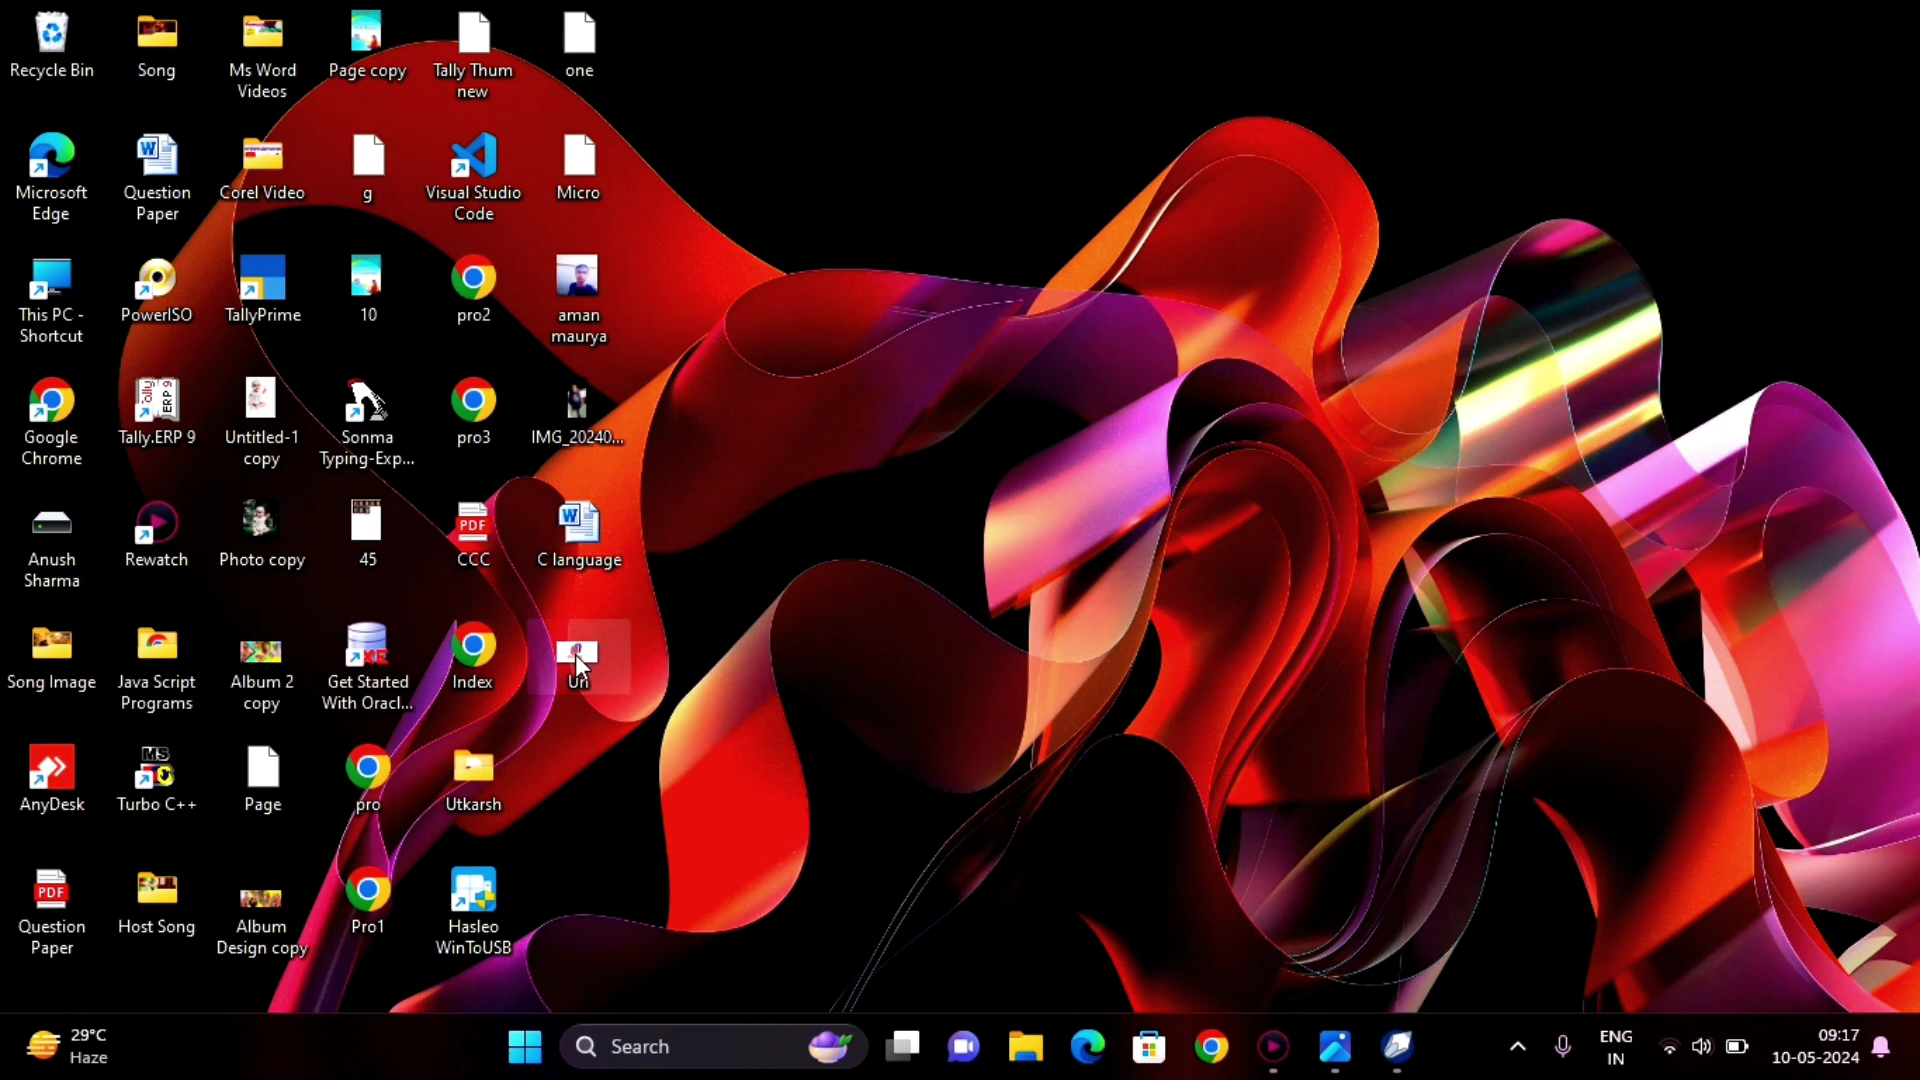 Recycle Bin
Song
Ms Word
Videos
Page copy
Tally Thum
new
one
Microsoft
Edge
Question
Paper
Corel Video
g
Visual Studio
Code
Micro
This PC -
Shortcut
PowerISO
TallyPrime
10
pro2
aman
maurya
Google
Chrome
Tally.ERP 9
Untitled-1
copy
Sonma
Typing-Exp...
pro3
IMG_20240...
Anush
Sharma
Rewatch
Photo copy
45
PDF
CCC
C language
Song Image
Java Script
Programs
Album 2
copy
XE
Get Started
With Oracl...
Index
AnyDesk
MS
Turbo C++
Page
pro
Utkarsh
PDF
Question
Paper
Host Song
Album
Design copy
Pro1
Hasleo
WinToUSB
29°C
Haze
Search
ENG
IN
09:17
10-05-2024